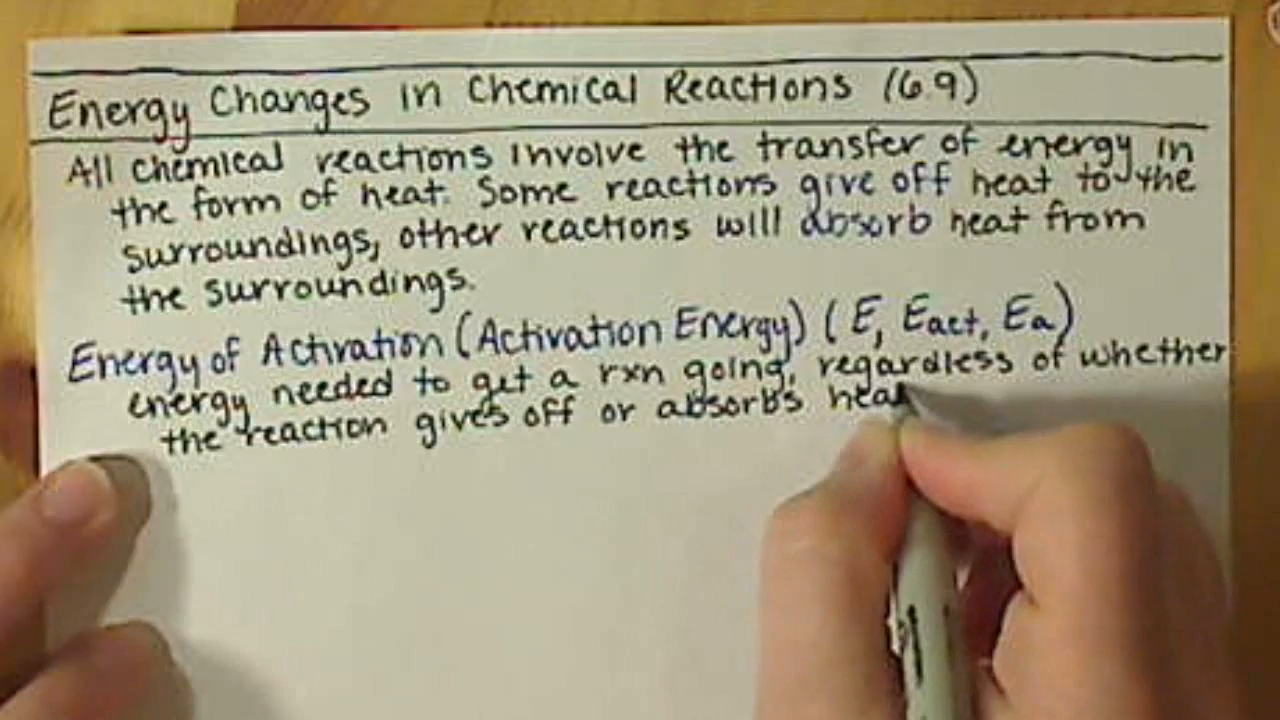 Energy Changes in Chemical Reactions (6.9)
All chemical reactions involve the transfer of energy in
the form of heat. Some reactions give off heat to the
surroundings, other reactions will absorb heat from
the surroundings.
Energy of Activation (Activation Energy) (E, Eact, Ea)
energy needed to get a rxn going, regardless of whether
the reaction gives off or absorbs hea